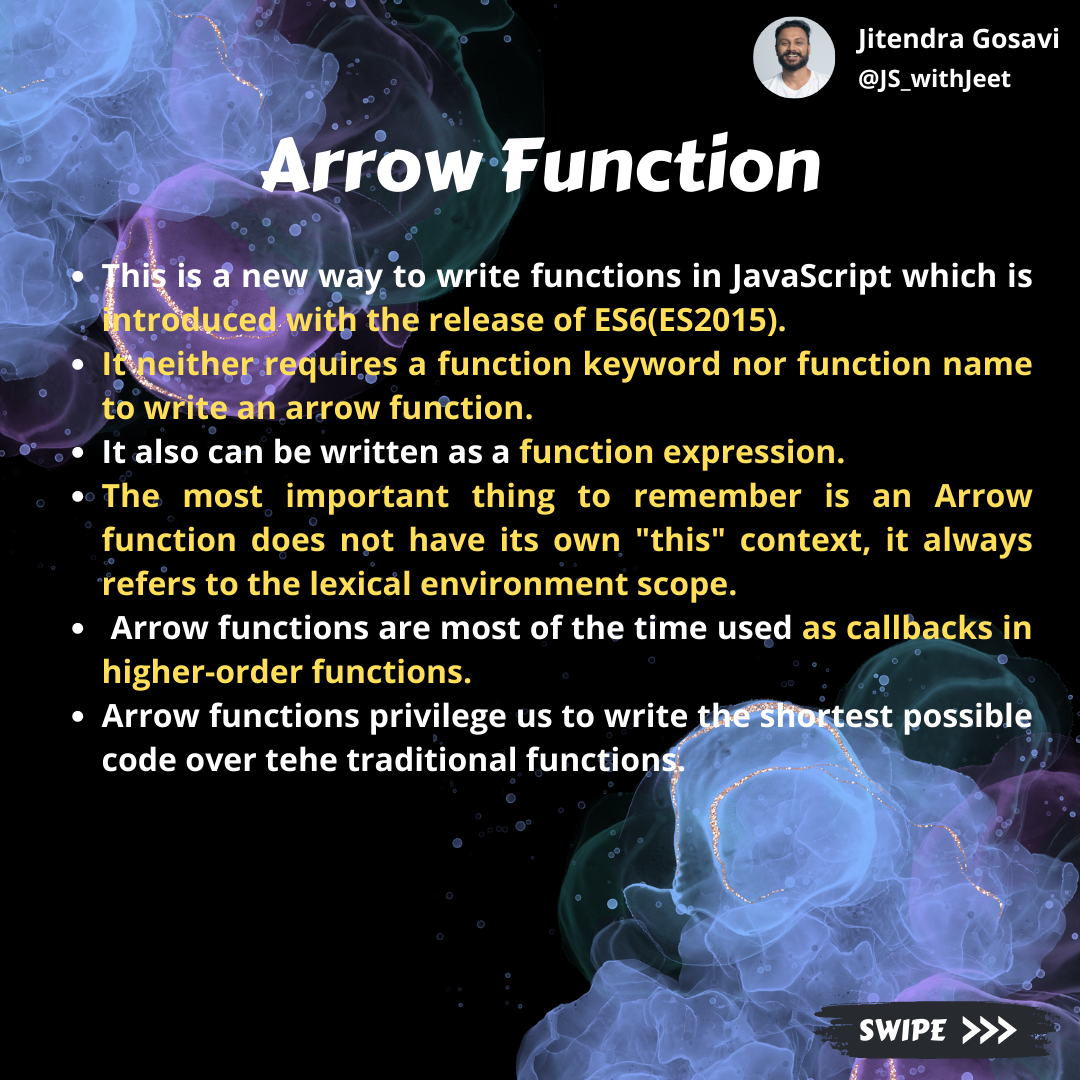 Jitendra Gosavi
@JS_withJeet
Arrow Function
• This is a new way to write functions in JavaScript which is
introduced with the release of ES6(ES2015).
• It neither requires a function keyword nor function name
to write an arrow function.
• It also can be written as a function expression.
• The most important thing to remember is an Arrow
function does not have its own "this" context, it always
refers to the lexical environment scope.
• Arrow functions are most of the time used as callbacks in
higher-order functions.
• Arrow functions privilege us to write the shortest possible
code over tehe traditional functions.
SWIPE >>>